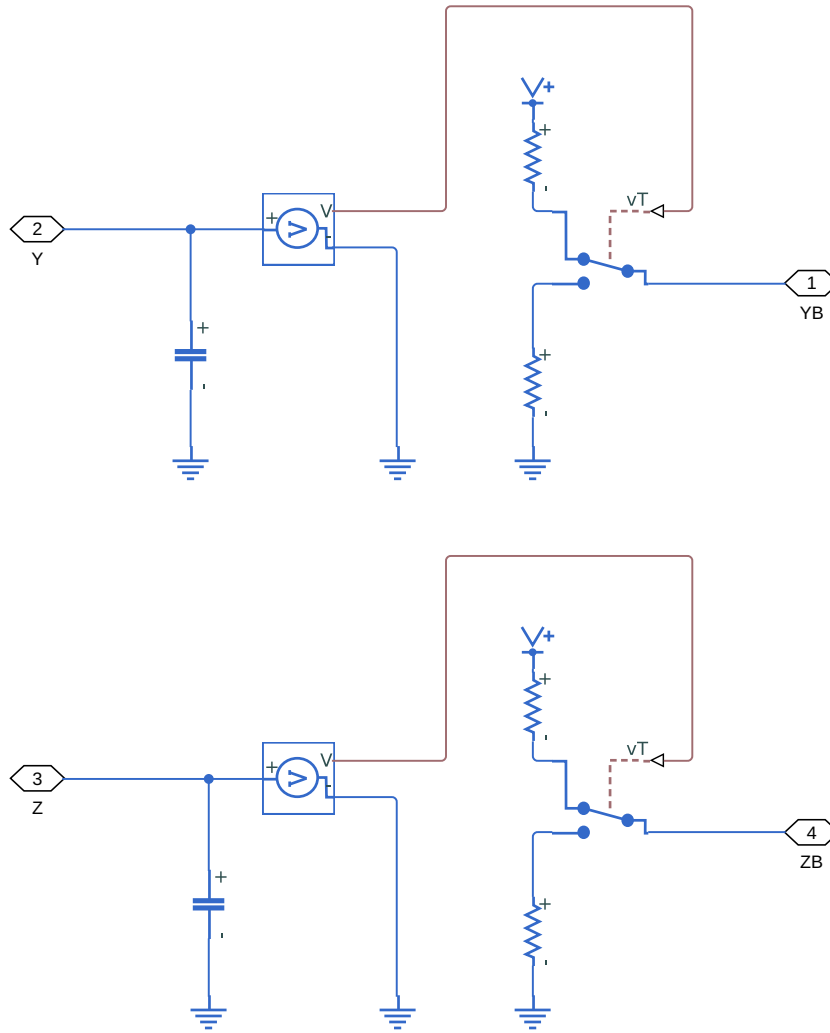 V+
+
-
vT
2
Y
+
V
-
V
1
YB
+
-
+
-
V+
+
-
vT
3
Z
+
V
-
V
4
ZB
+
-
+
-